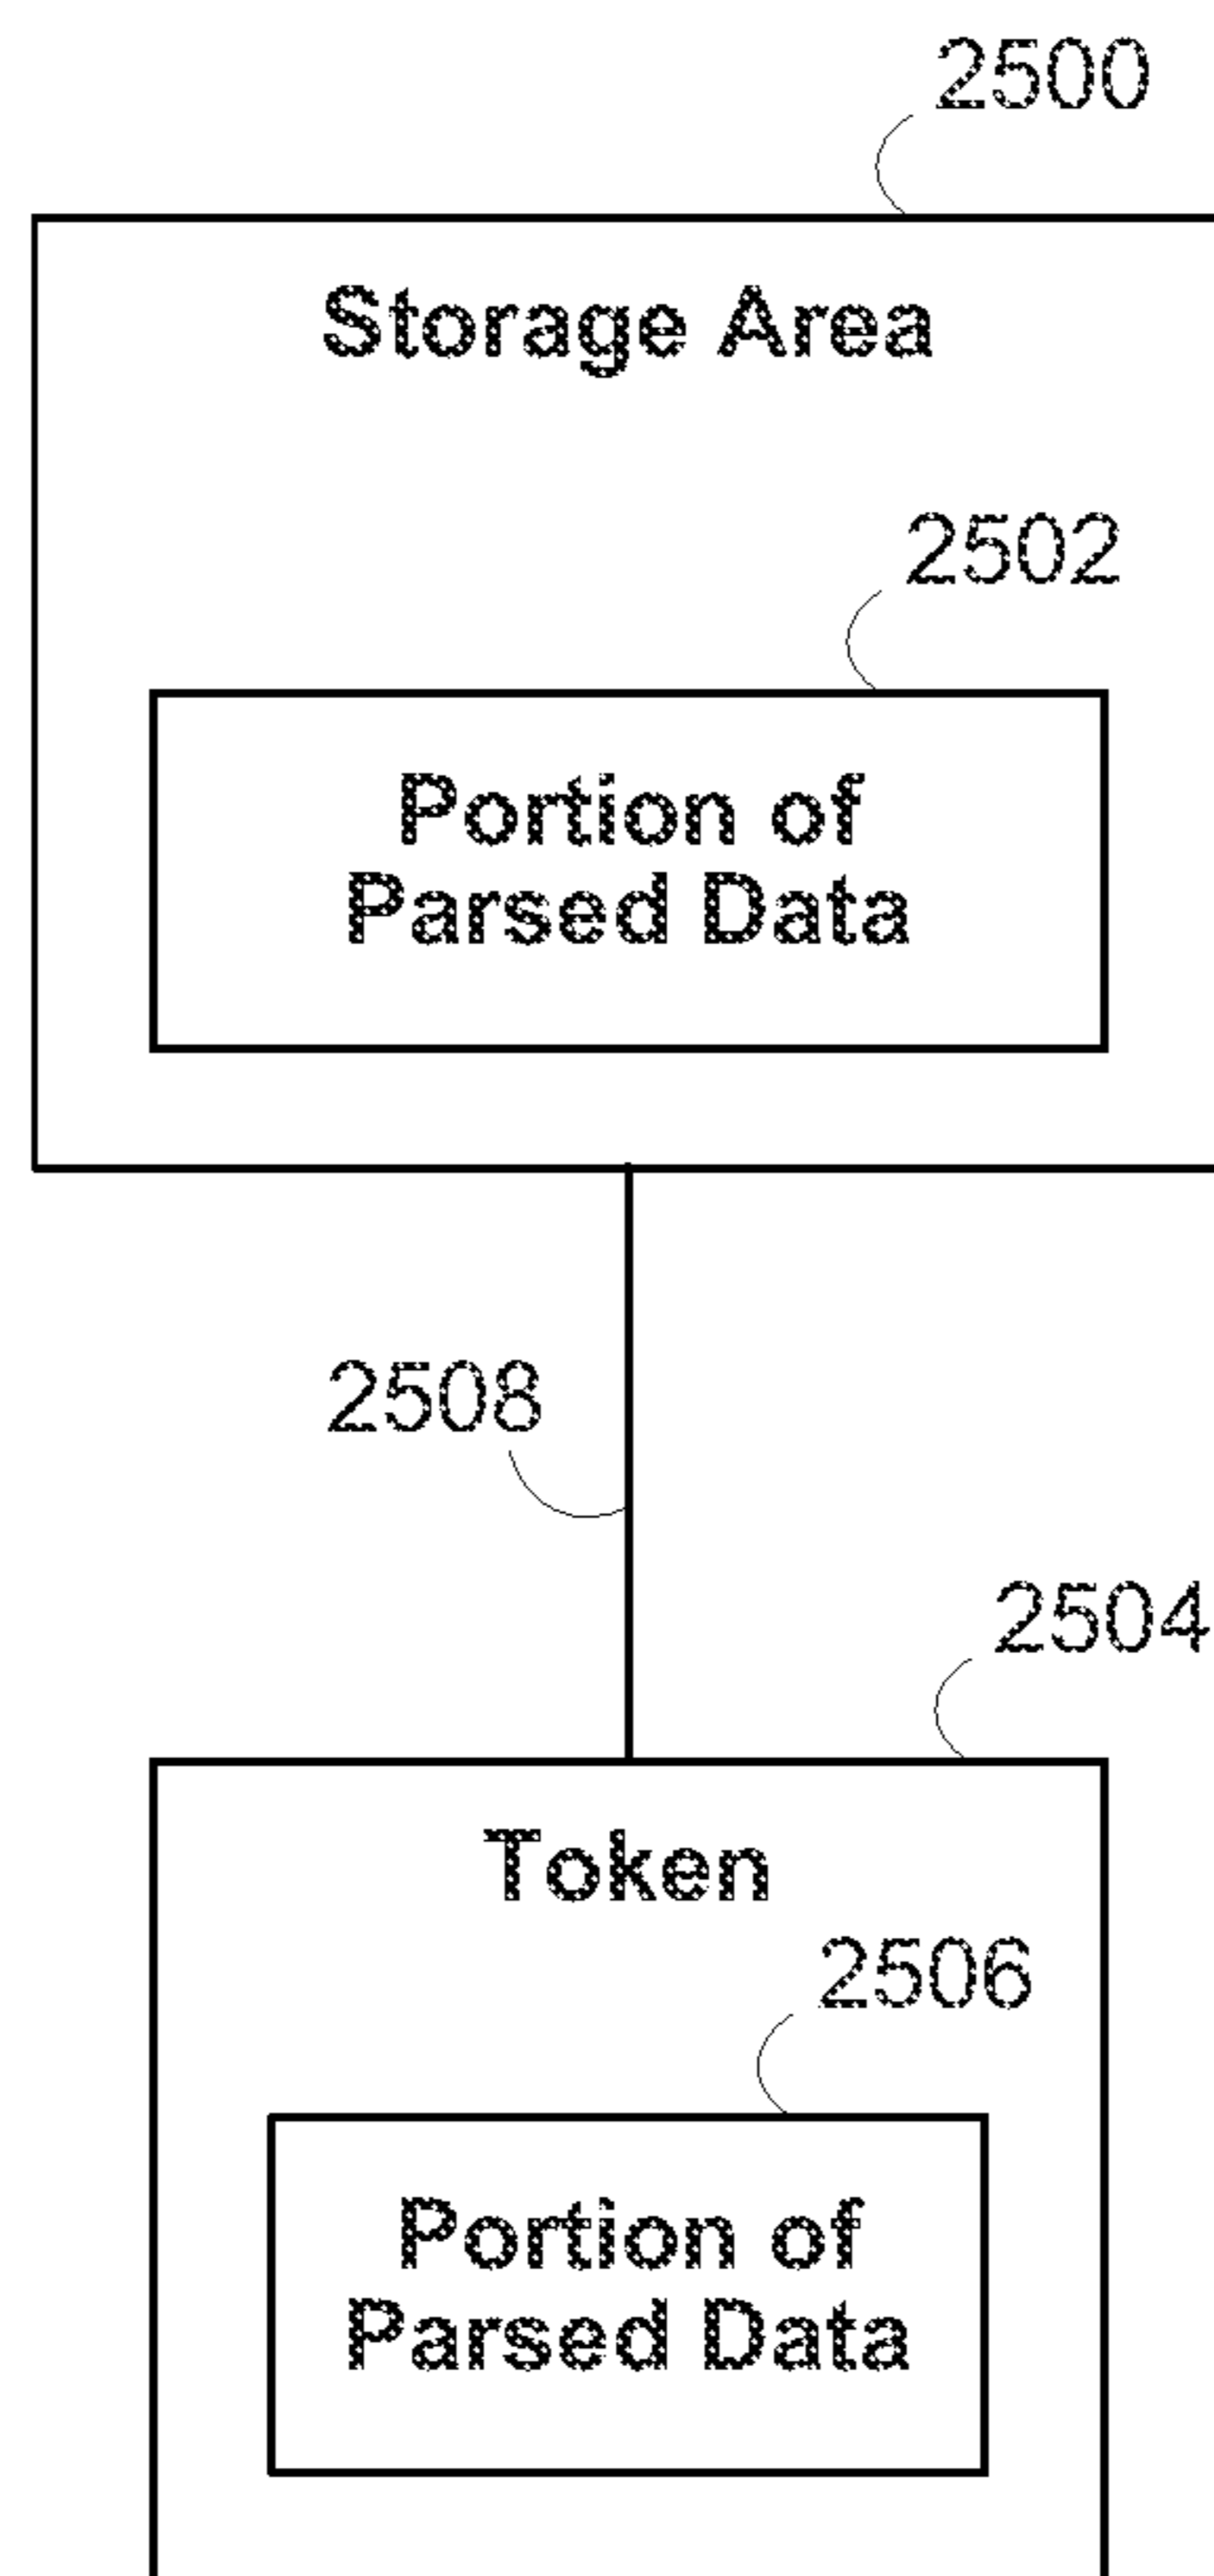 2500
Storage Area
2502
Portion of
Parsed Data
2508
2504
Token
2506
Portion of
Parsed Data